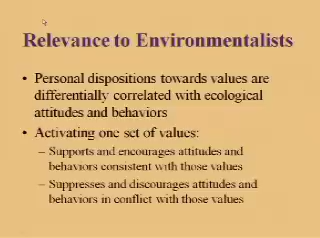 Relevance to Environmentalists
• Personal dispositions towards values are
differentially correlated with ecological
attitudes and behaviors
• Activating one set of values:
– Supports and encourages attitudes and
behaviors consistent with those values
– Suppresses and discourages attitudes and
behaviors in conflict with those values